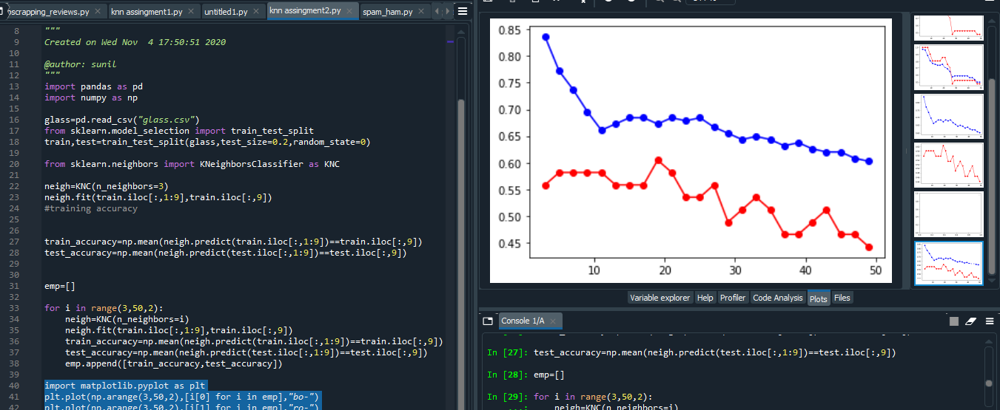 oscrapping_reviews.py
knn assingment1.py
untitled1.py
knn assingment2.py
spam_ham.py
8 """
9 Created on Wed Nov  4 17:50:51 2020
10
11 @author: sunil
12 """
13 import pandas as pd
14 import numpy as np
15
16 glass=pd.read_csv("glass.csv")
17 from sklearn.model_selection import train_test_split
18 train,test=train_test_split(glass,test_size=0.2,random_state=0)
19
20 from sklearn.neighbors import KNeighborsClassifier as KNC
21
22 neigh=KNC(n_neighbors=3)
23 neigh.fit(train.iloc[:,1:9],train.iloc[:,9])
24 #training accuracy
25
26
27 train_accuracy=np.mean(neigh.predict(train.iloc[:,1:9])==train.iloc[:,9])
28 test_accuracy=np.mean(neigh.predict(test.iloc[:,1:9])==test.iloc[:,9])
29
30
31 emp=[]
32
33 for i in range(3,50,2):
34     neigh=KNC(n_neighbors=i)
35     neigh.fit(train.iloc[:,1:9],train.iloc[:,9])
36     train_accuracy=np.mean(neigh.predict(train.iloc[:,1:9])==train.iloc[:,9])
37     test_accuracy=np.mean(neigh.predict(test.iloc[:,1:9])==test.iloc[:,9])
38     emp.append([train_accuracy,test_accuracy])
39
40 import matplotlib.pyplot as plt
41 plt.plot(np.arange(3,50,2),[i[0] for i in emp],"bo-")
42 plt.plot(np.arange(3,50,2),[i[1] for i in emp],"ro-")
0.85
0.80
0.75
0.70
0.65
0.60
0.55
0.50
0.45
10 20 30 40 50
Variable explorer Help Profiler Code Analysis Plots Files
Console 1/A
In [27]: test_accuracy=np.mean(neigh.predict(test.iloc[:,1:9])==test.iloc[:,9])
In [28]: emp=[]
In [29]: for i in range(3,50,2):
...: neigh=KNC(n_neighbors=i)